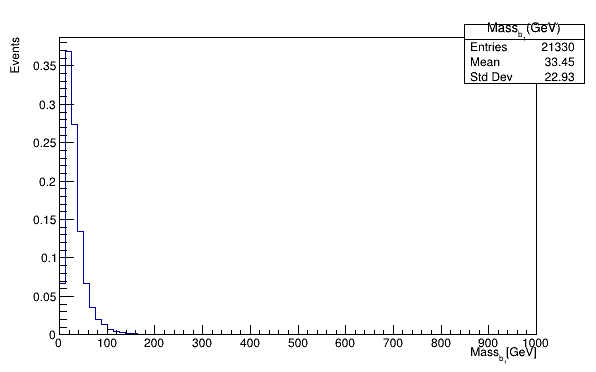 Mass_b_1(GeV)
Entries 21330
Mean 33.45
Std Dev 22.93
Events
0.35
0.3
0.25
0.2
0.15
0.1
0.05
0
0 100 200 300 400 500 600 700 800 900 1000
Mass_b_1[GeV]